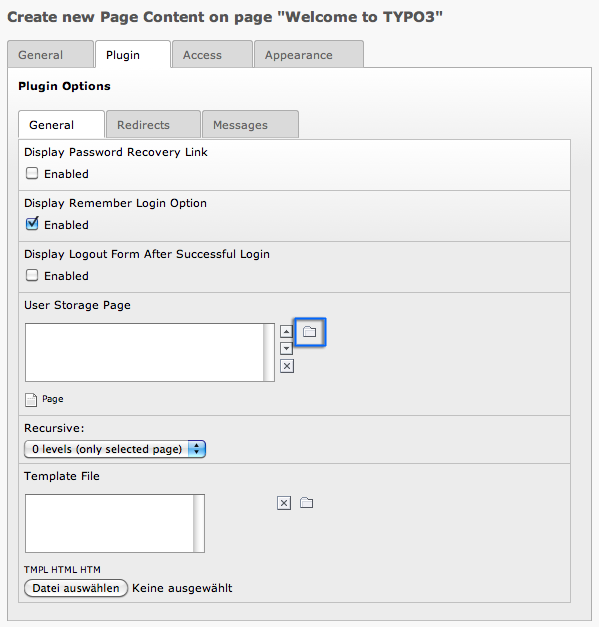 Create new Page Content on page "Welcome to TYPO3"
General Plugin Access Appearance
Plugin Options
General Redirects Messages
Display Password Recovery Link
Enabled
Display Remember Login Option
Enabled
Display Logout Form After Successful Login
Enabled
User Storage Page
Page
Recursive:
0 levels (only selected page)
Template File
TMPL HTML HTM
Datei auswählen Keine ausgewählt